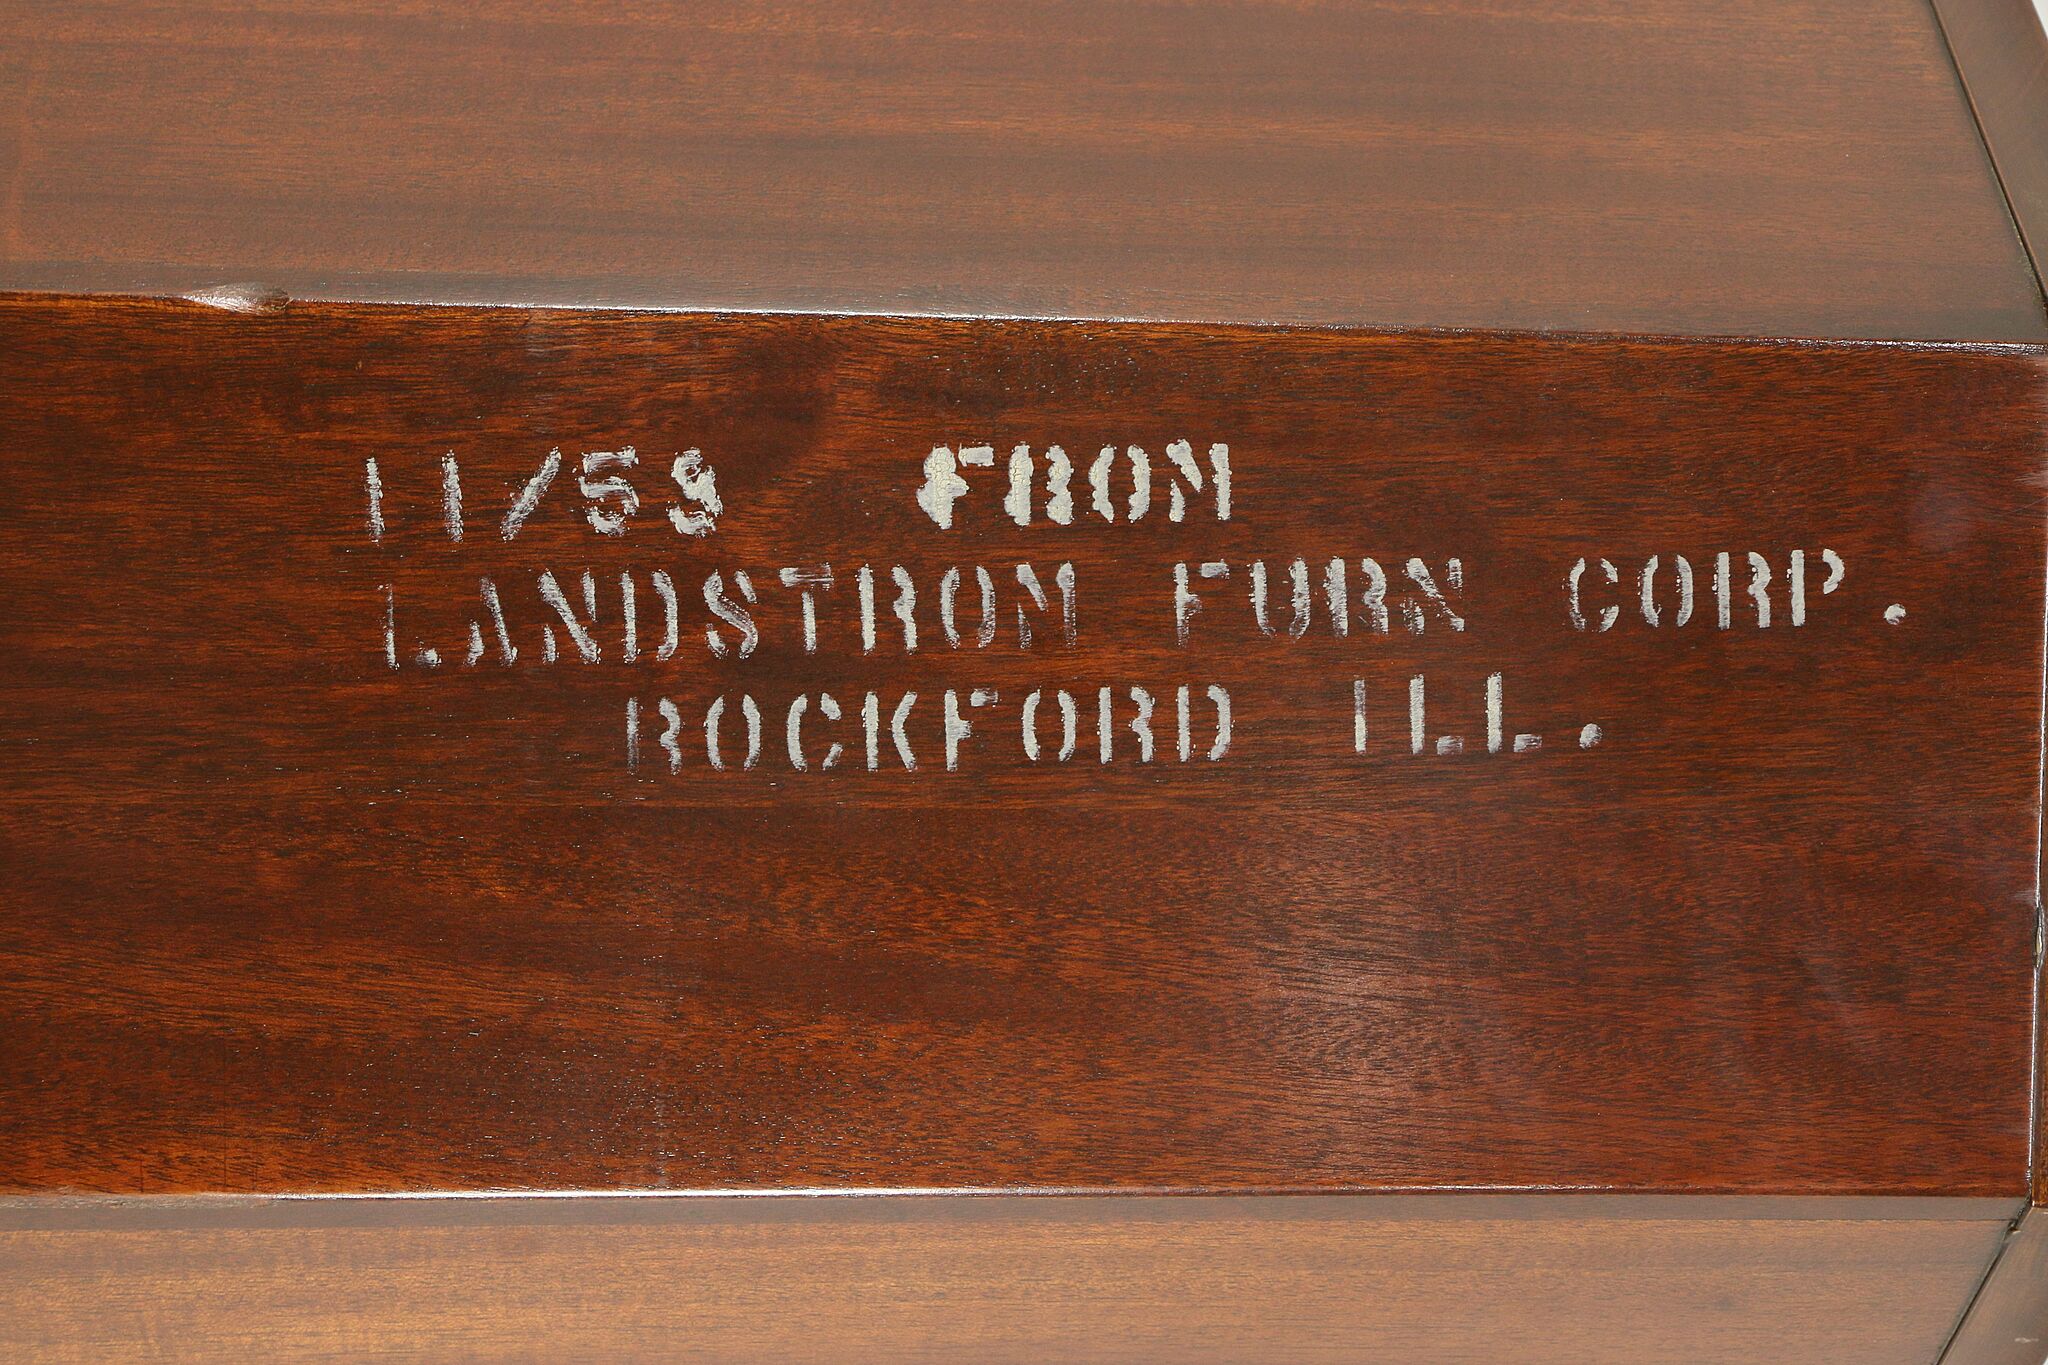 11/59 FROM
LANDSTROM FURN CORP.
ROCKFORD ILL.